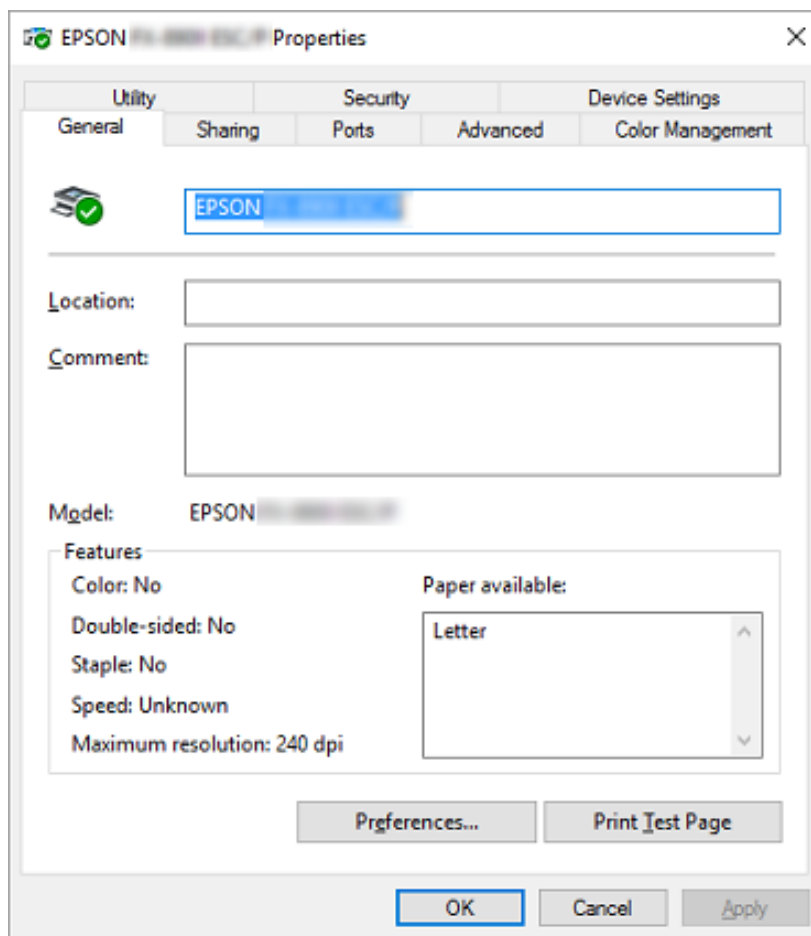 EPSON Properties
Utility Security Device Settings
General Sharing Ports Advanced Color Management
EPSON
Location:
Comment:
Model: EPSON
Features
Color: No
Paper available:
Double-sided: No
Letter
Staple: No
Speed: Unknown
Maximum resolution: 240 dpi
Preferences... Print Test Page
OK Cancel Apply